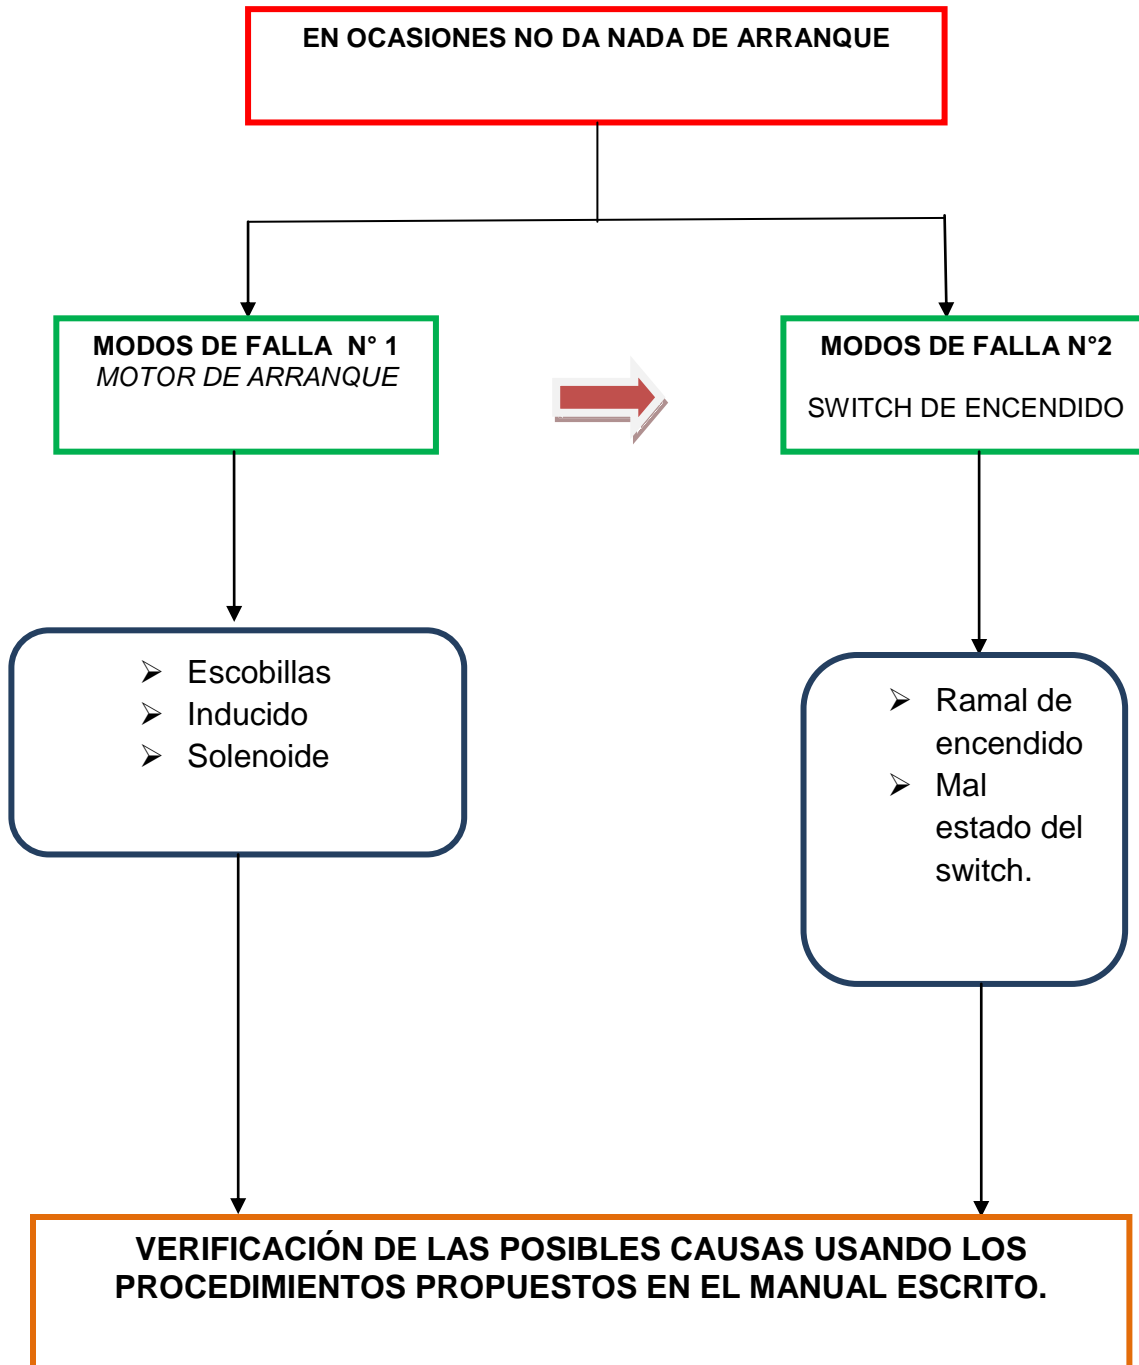 EN OCASIONES NO DA NADA DE ARRANQUE
MODOS DE FALLA  N° 1
MOTOR DE ARRANQUE
MODOS DE FALLA N°2
SWITCH DE ENCENDIDO
➢ Escobillas
➢ Inducido
➢ Solenoide
➢ Ramal de
encendido
➢ Mal
estado del
switch.
VERIFICACIÓN DE LAS POSIBLES CAUSAS USANDO LOS
PROCEDIMIENTOS PROPUESTOS EN EL MANUAL ESCRITO.